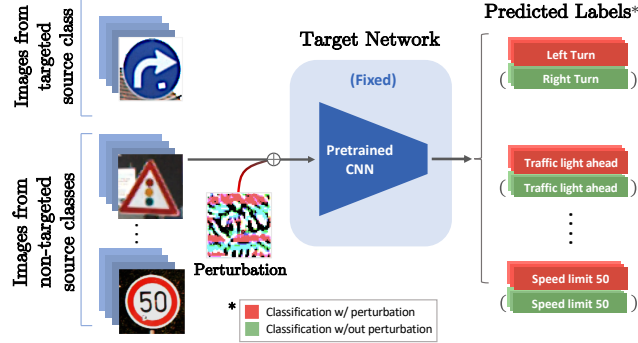 Images from
targeted
source class
Target Network
(Fixed)
Pretrained
CNN
Predicted Labels*
Left Turn
( Right Turn )
Images from
non-targeted
source classes
50
Perturbation
Traffic light ahead
( Traffic light ahead )
Speed limit 50
( Speed limit 50 )
*
Classification w/ perturbation
Classification w/out perturbation